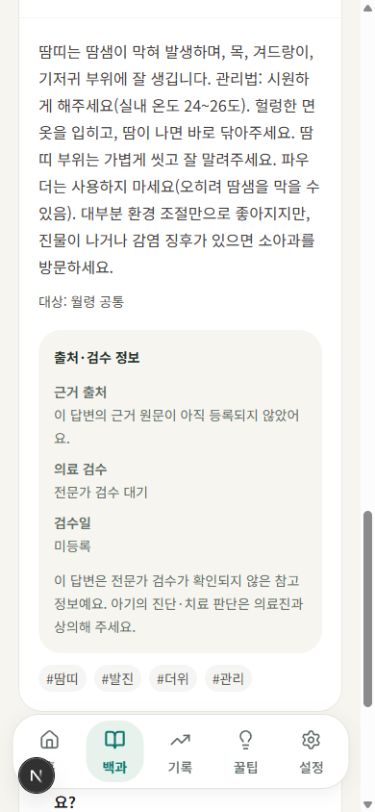 땀띠는 땀샘이 막혀 발생하며, 목, 겨드랑이,
기저귀 부위에 잘 생깁니다. 관리법: 시원하
게 해주세요(실내 온도 24~26도). 헐렁한 면
옷을 입히고, 땀이 나면 바로 닦아주세요. 땀
띠 부위는 가볍게 씻고 잘 말려주세요. 파우
더는 사용하지 마세요(오히려 땀샘을 막을 수
있음). 대부분 환경 조절만으로 좋아지지만,
진물이 나거나 감염 징후가 있으면 소아과를
방문하세요.
대상: 월령 공통
출처·검수 정보
근거 출처
이 답변의 근거 원문이 아직 등록되지 않았어
요.
의료 검수
전문가 검수 대기
검수일
미등록
이 답변은 전문가 검수가 확인되지 않은 참고
정보예요. 아기의 진단·치료 판단은 의료진과
상의해 주세요.
#땀띠 #발진 #더위 #관리
백과 기록 꿀팁 설정
N
요?